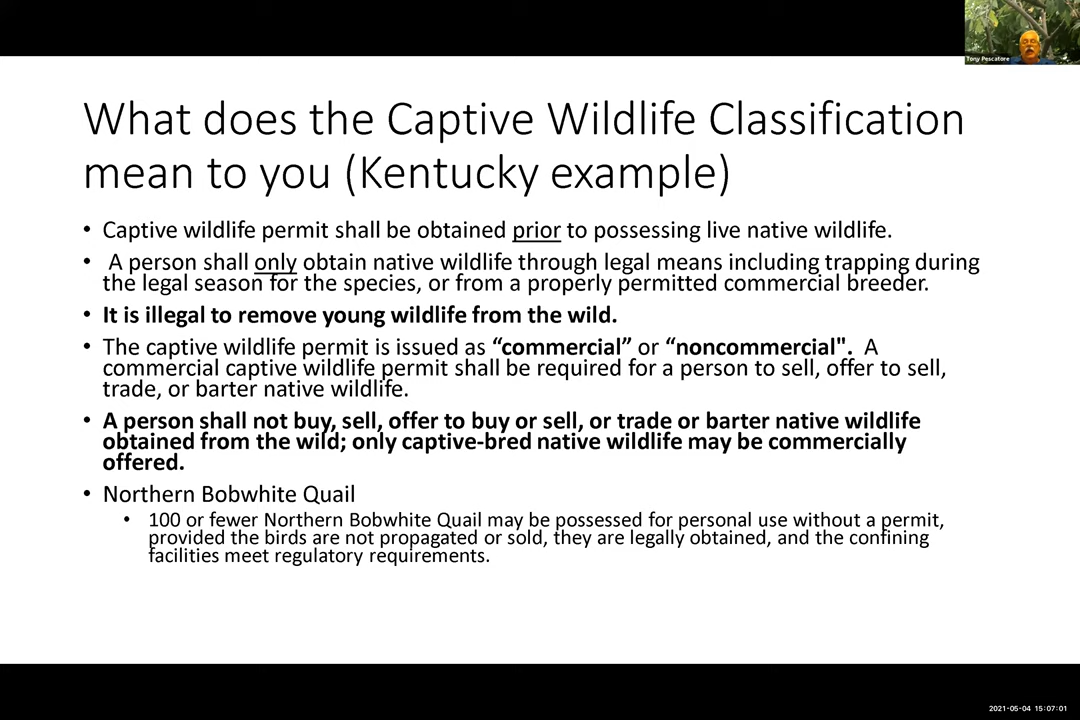 Tony Pescatore
What does the Captive Wildlife Classification
mean to you (Kentucky example)
• Captive wildlife permit shall be obtained prior to possessing live native wildlife.
• A person shall only obtain native wildlife through legal means including trapping during
the legal season for the species, or from a properly permitted commercial breeder.
• It is illegal to remove young wildlife from the wild.
• The captive wildlife permit is issued as “commercial” or “noncommercial". A
commercial captive wildlife permit shall be required for a person to sell, offer to sell,
trade, or barter native wildlife.
• A person shall not buy, sell, offer to buy or sell, or trade or barter native wildlife
obtained from the wild; only captive-bred native wildlife may be commercially
offered.
• Northern Bobwhite Quail
• 100 or fewer Northern Bobwhite Quail may be possessed for personal use without a permit,
provided the birds are not propagated or sold, they are legally obtained, and the confining
facilities meet regulatory requirements.
2021-05-04 15:07:01